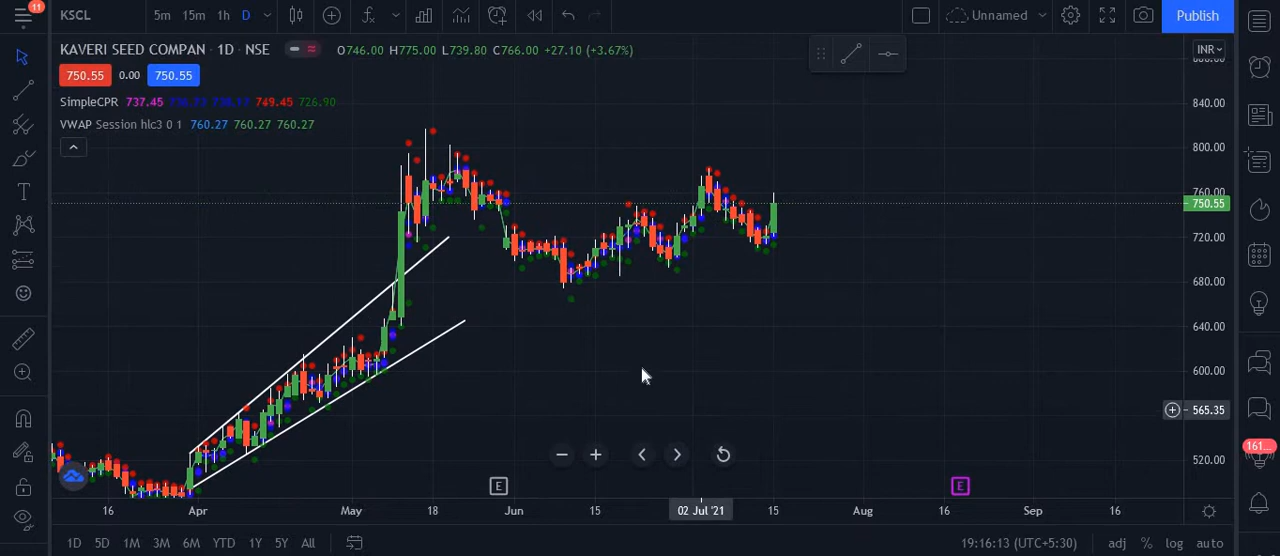 11
KSCL 5m 15m 1h D Unnamed Publish
KAVERI SEED COMPAN · 1D · NSE O746.00 H775.00 L739.80 C766.00 +27.10 (+3.67%) INR
750.55 0.00 750.55
SimpleCPR 737.45 749.45 726.90
VWAP Session hlc3 0 1 760.27 760.27 760.27
840.00
800.00
760.00
750.55
720.00
680.00
640.00
600.00
565.35
520.00
161...
E E
16 Apr May 18 Jun 15 02 Jul '21 15 Aug 16 Sep 16
1D 5D 1M 3M 6M YTD 1Y 5Y All 19:16:13 (UTC+5:30) adj % log auto